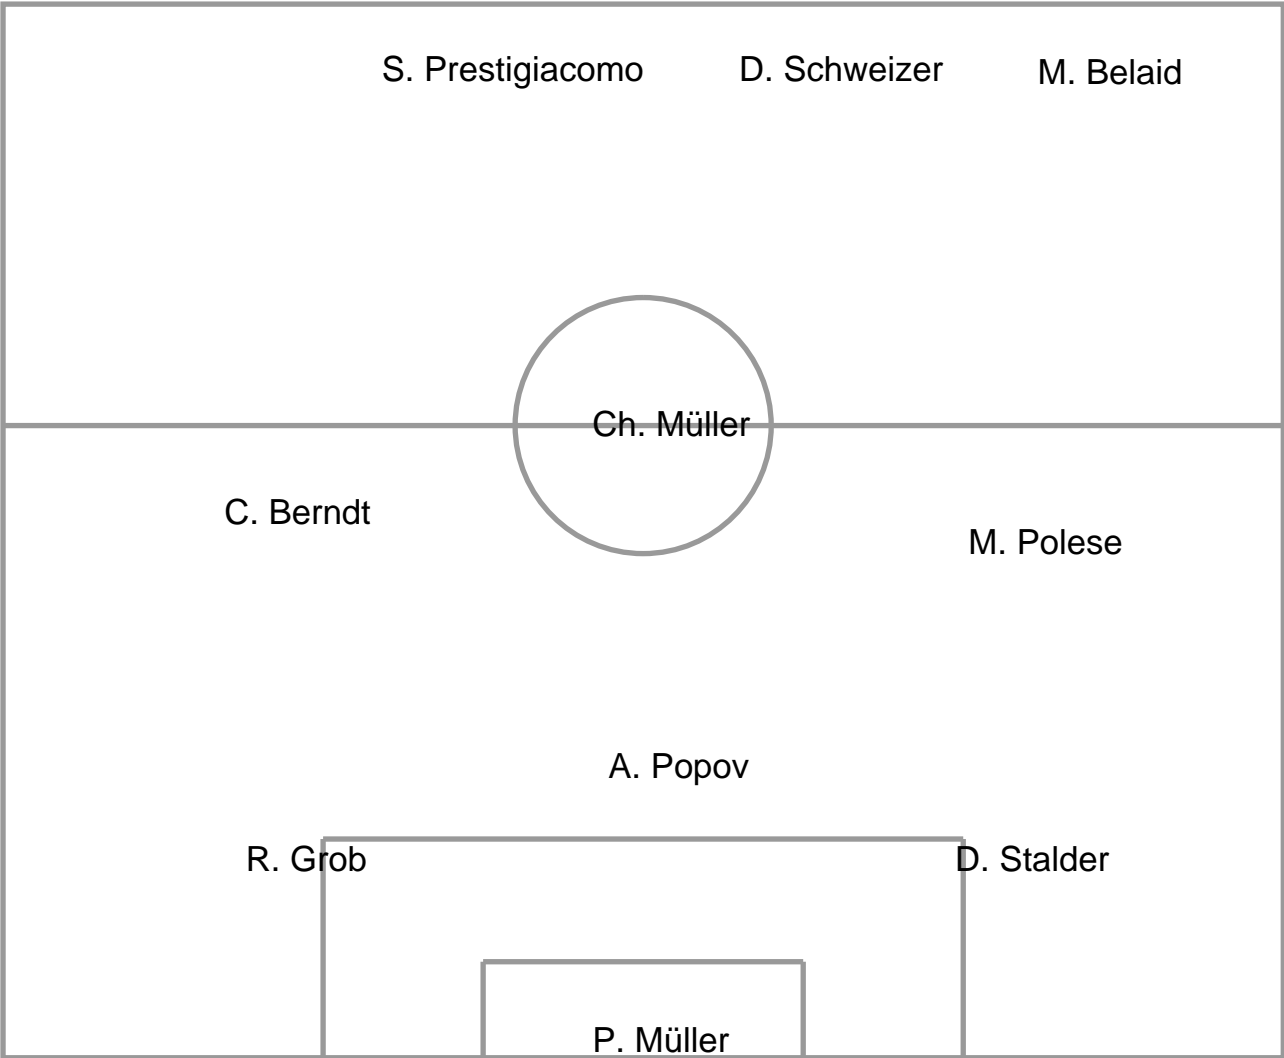 S. Prestigiacomo
D. Schweizer
M. Belaid
Ch. Müller
C. Berndt
M. Polese
A. Popov
R. Grob
D. Stalder
P. Müller